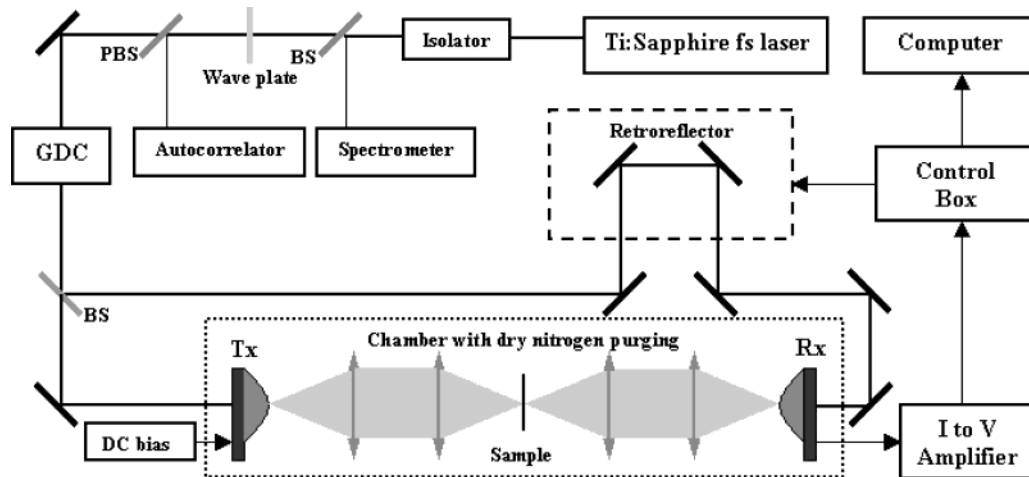 Ti:Sapphire fs laser
Computer
Isolator
BS
PBS
Wave plate
Retroreflector
GDC
Autocorrelator
Spectrometer
Control
Box
BS
Chamber with dry nitrogen purging
Tx
Rx
DC bias
Sample
I to V
Amplifier